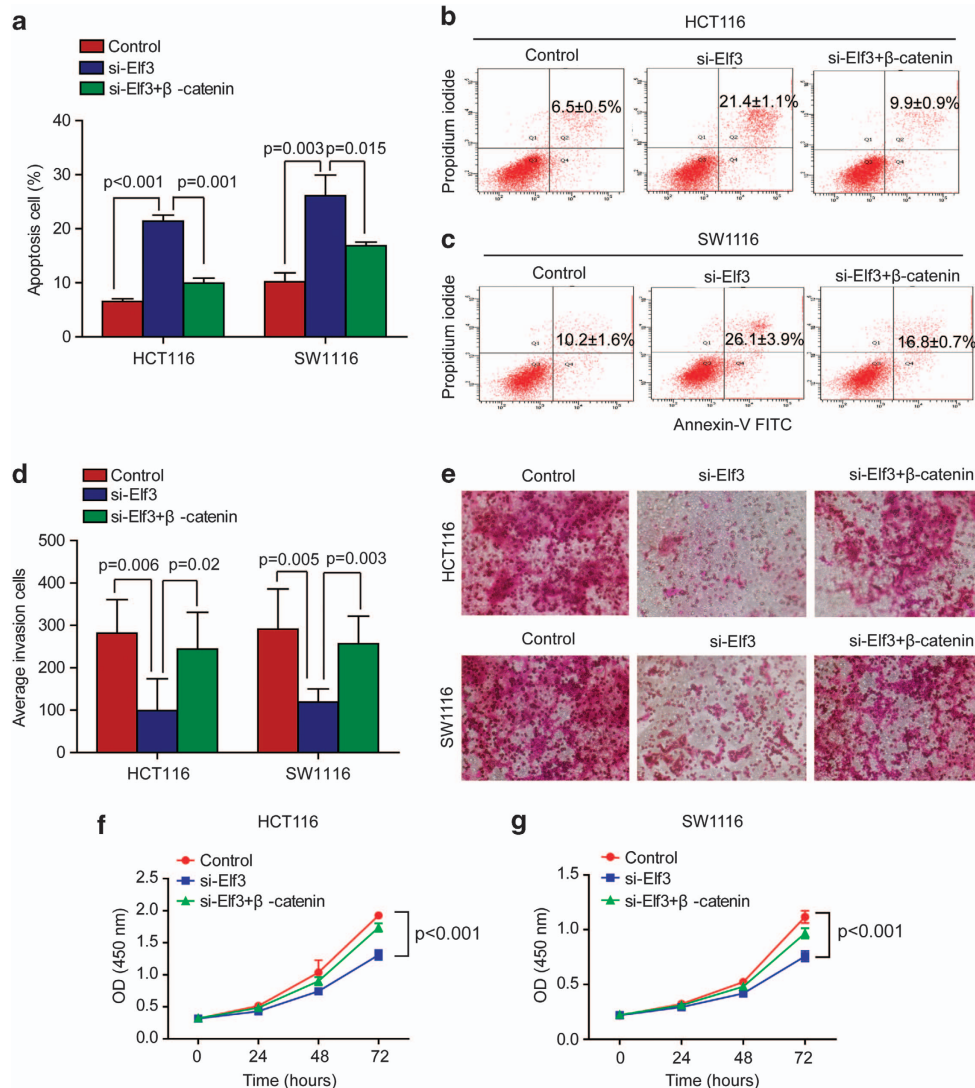 a
Control
si-Elf3
si-Elf3+β -catenin
Apoptosis cell (%)
40
30
20
10
0
p<0.001
p=0.001
p=0.003
p=0.015
HCT116
SW1116
b
HCT116
Control
si-Elf3
si-Elf3+β-catenin
Propidium iodide
6.5±0.5%
21.4±1.1%
9.9±0.9%
Q1
Q2
Q4
c
SW1116
Control
si-Elf3
si-Elf3+β-catenin
Propidium iodide
10.2±1.6%
26.1±3.9%
16.8±0.7%
Q1
Q4
Annexin-V FITC
d
Control
si-Elf3
si-Elf3+β -catenin
Average invasion cells
500
400
300
200
100
0
p=0.006
p=0.02
p=0.005
p=0.003
HCT116
SW1116
e
Control
si-Elf3
si-Elf3+β-catenin
HCT116
Control
si-Elf3
si-Elf3+β-catenin
SW1116
f
HCT116
Control
si-Elf3
si-Elf3+β -catenin
OD (450 nm)
2.5
2.0
1.5
1.0
0.5
0.0
p<0.001
0 24 48 72
Time (hours)
g
SW1116
Control
si-Elf3
si-Elf3+β -catenin
OD (450 nm)
1.5
1.0
0.5
0.0
p<0.001
0 24 48 72
Time (hours)